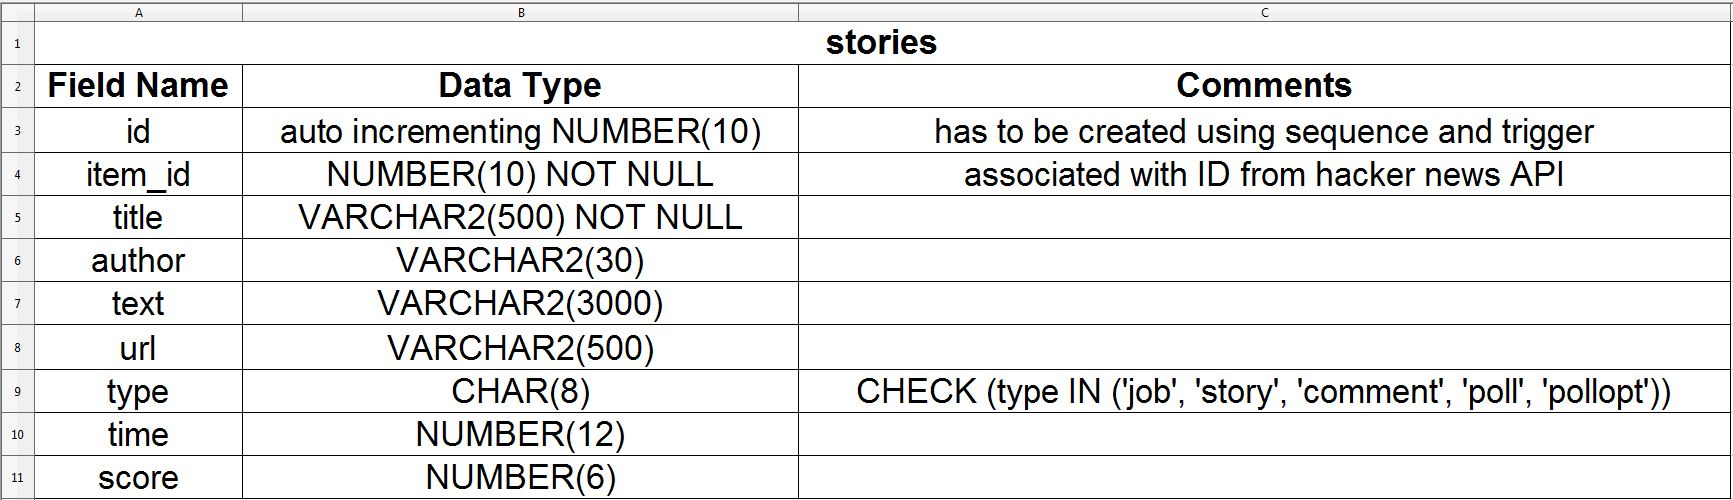 A B C
1 stories
2 Field Name Data Type Comments
3 id auto incrementing NUMBER(10) has to be created using sequence and trigger
4 item_id NUMBER(10) NOT NULL associated with ID from hacker news API
5 title VARCHAR2(500) NOT NULL
6 author VARCHAR2(30)
7 text VARCHAR2(3000)
8 url VARCHAR2(500)
9 type CHAR(8) CHECK (type IN ('job', 'story', 'comment', 'poll', 'pollopt'))
10 time NUMBER(12)
11 score NUMBER(6)